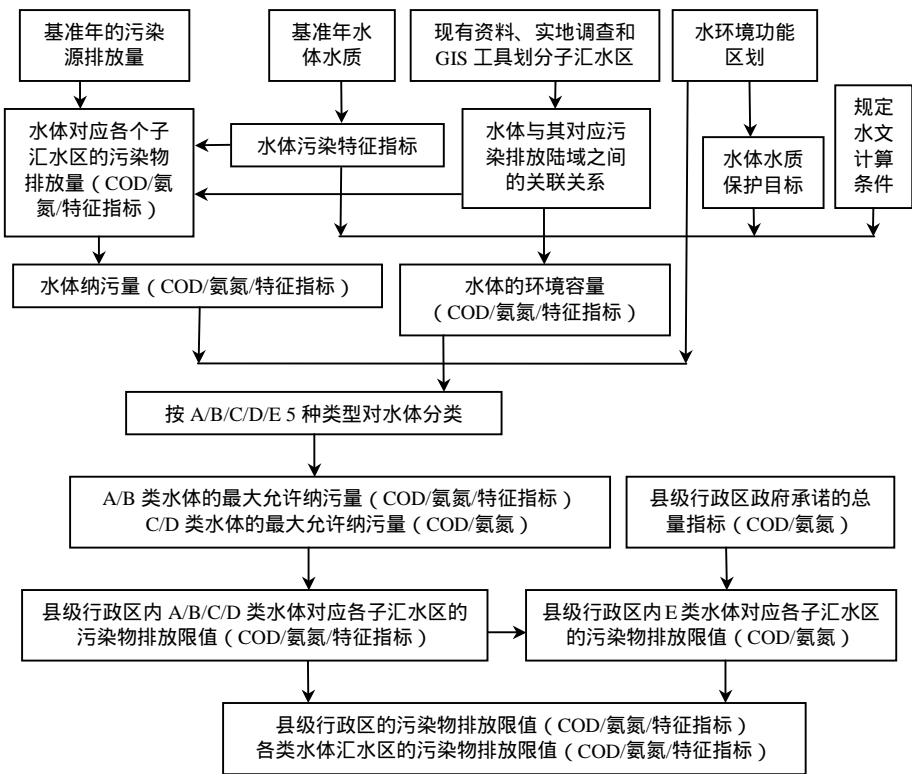 基准年的污染
源排放量
基准年水
体水质
现有资料、实地调查和
GIS 工具划分子汇水区
水环境功能
区划
水体对应各个子
汇水区的污染物
排放量（COD/氨
氮/特征指标）
水体污染特征指标
水体与其对应污
染排放陆域之间
的关联关系
水体水质
保护目标
规定
水文
计算
条件
水体纳污量（COD/氨氮/特征指标）
水体的环境容量
（COD/氨氮/特征指标）
按 A/B/C/D/E 5 种类型对水体分类
A/B 类水体的最大允许纳污量（COD/氨氮/特征指标）
C/D 类水体的最大允许纳污量（COD/氨氮）
县级行政区政府承诺的总
量指标（COD/氨氮）
县级行政区内 A/B/C/D 类水体对应各子汇水区的
污染物排放限值（COD/氨氮/特征指标）
县级行政区内 E 类水体对应各子汇水区
的污染物排放限值（COD/氨氮）
县级行政区的污染物排放限值（COD/氨氮/特征指标）
各类水体汇水区的污染物排放限值（COD/氨氮/特征指标）